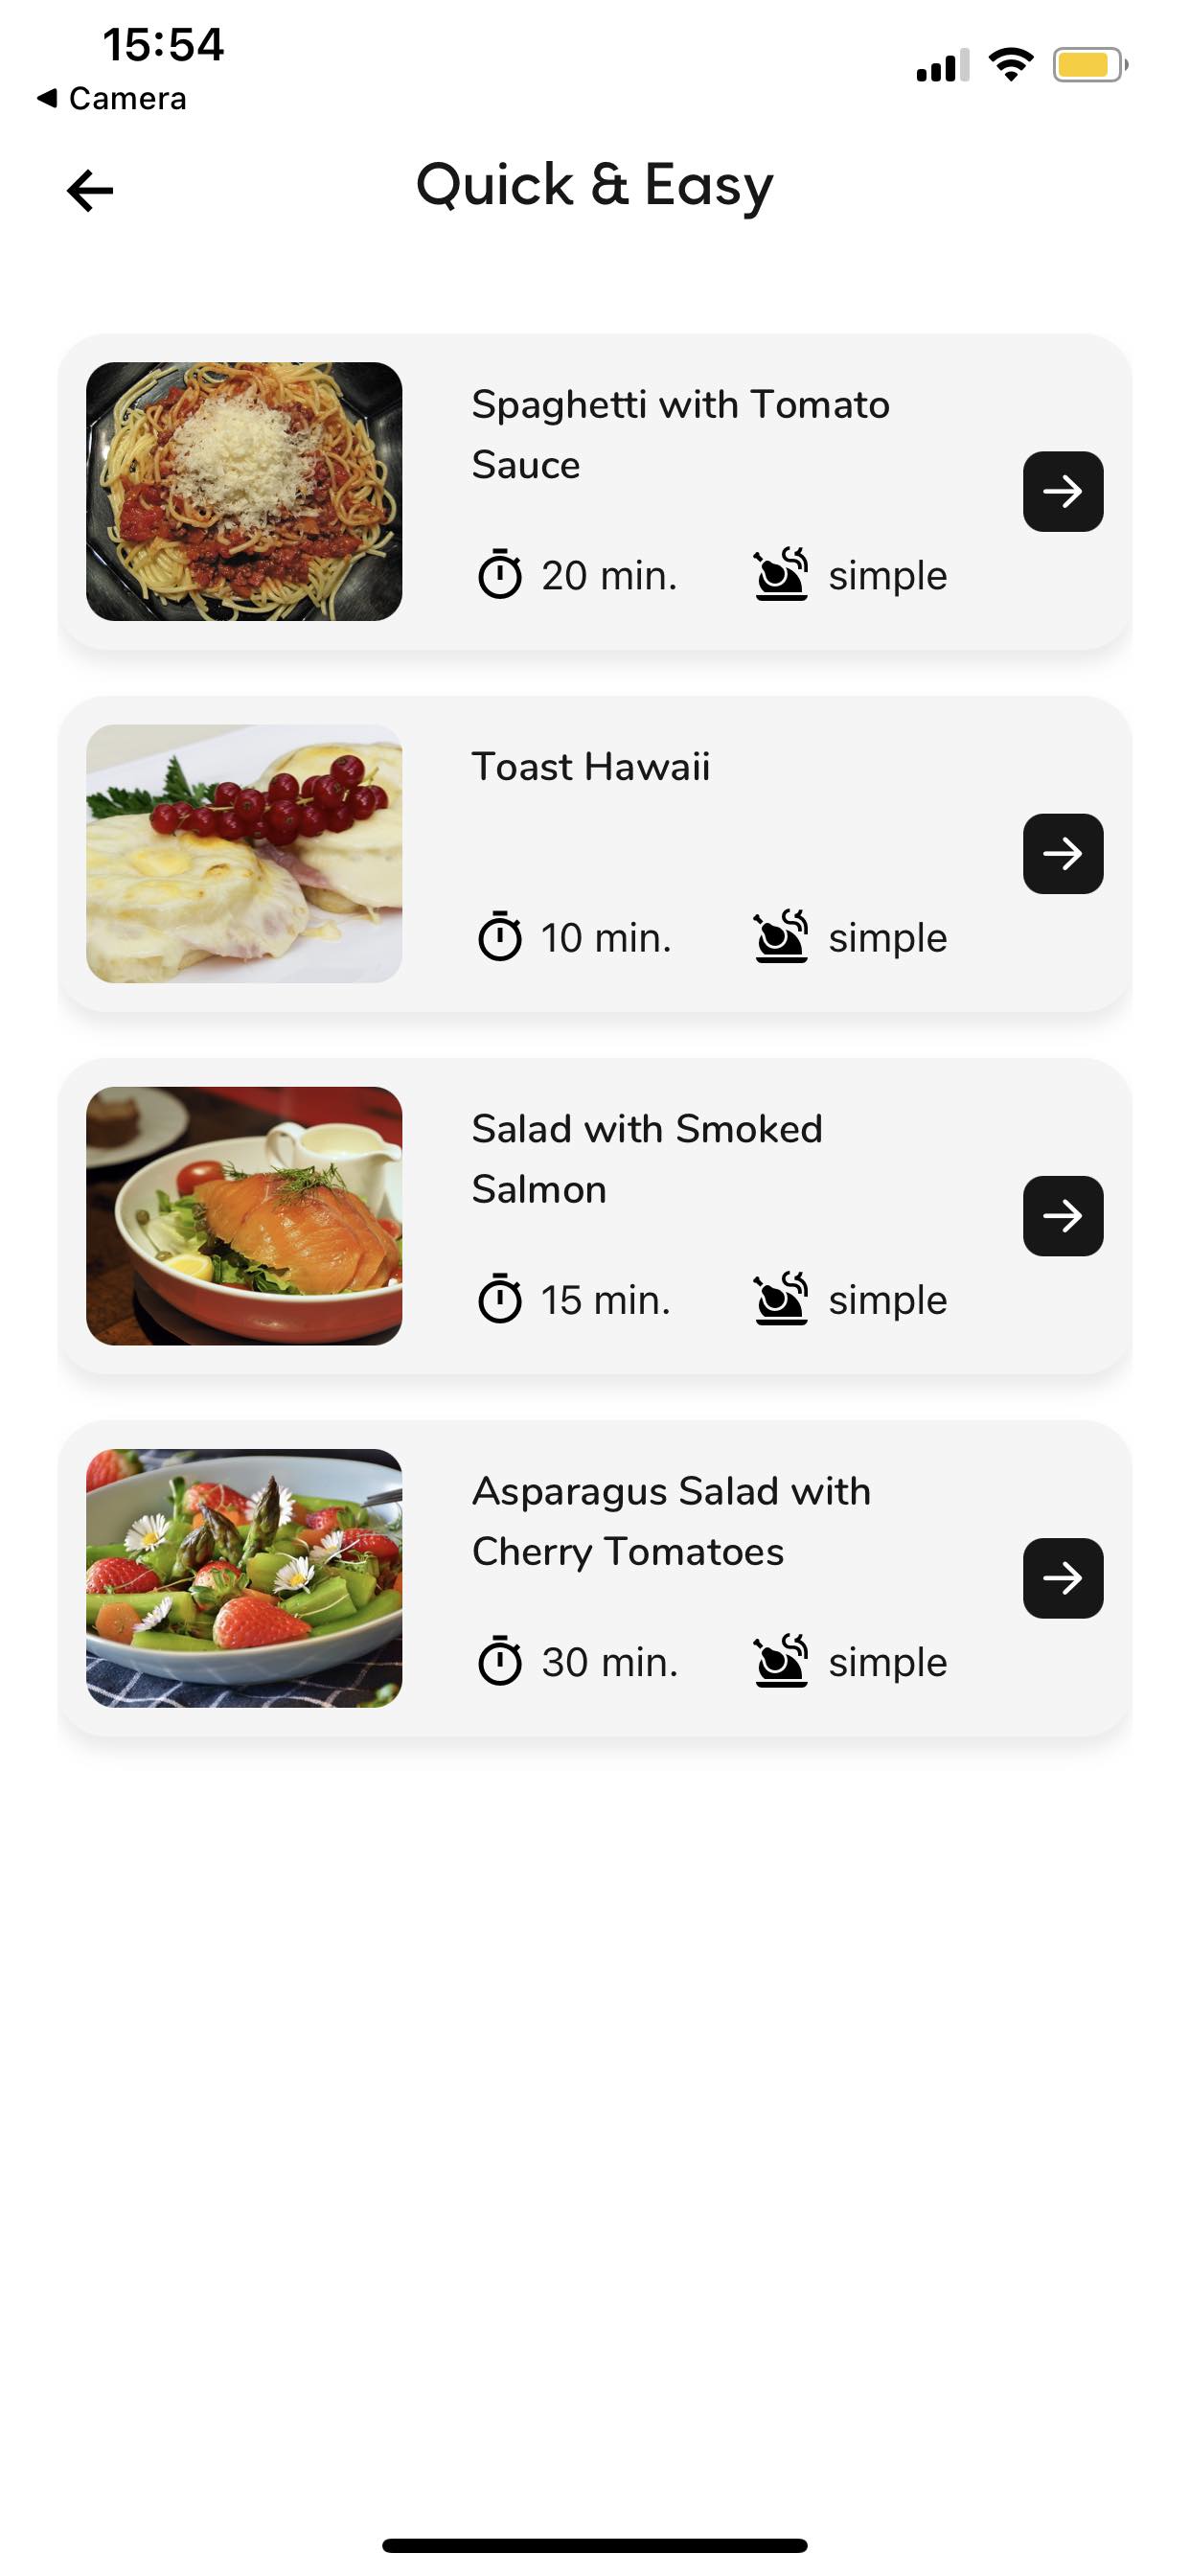 15:54
Camera
Quick & Easy
Spaghetti with Tomato
Sauce
20 min. simple
Toast Hawaii
10 min. simple
Salad with Smoked
Salmon
15 min. simple
Asparagus Salad with
Cherry Tomatoes
30 min. simple